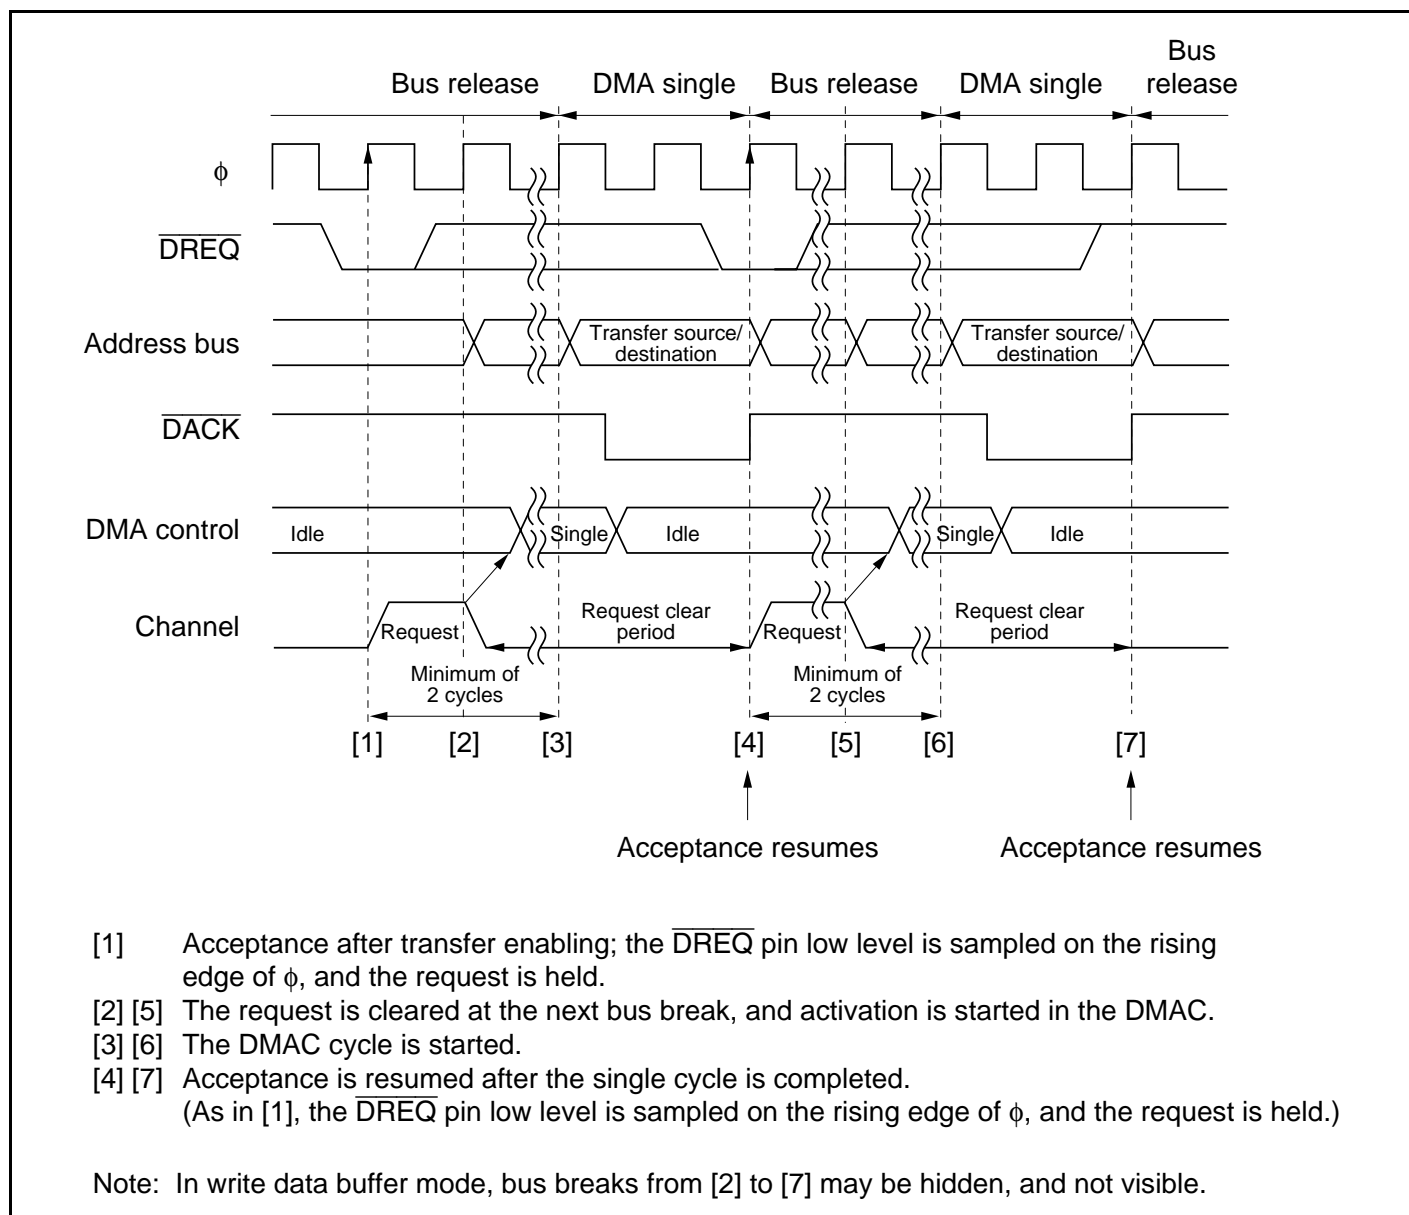 Bus release
DMA single
Bus release
DMA single
Bus
release
ϕ
DREQ
Address bus
Transfer source/
destination
Transfer source/
destination
DACK
DMA control
Idle
Single
Idle
Single
Idle
Channel
Request
Request clear
period
Request
Request clear
period
Minimum of
2 cycles
Minimum of
2 cycles
[1] [2] [3] [4] [5] [6] [7]
Acceptance resumes
Acceptance resumes
[1] Acceptance after transfer enabling; the DREQ pin low level is sampled on the rising
edge of ϕ, and the request is held.
[2] [5] The request is cleared at the next bus break, and activation is started in the DMAC.
[3] [6] The DMAC cycle is started.
[4] [7] Acceptance is resumed after the single cycle is completed.
(As in [1], the DREQ pin low level is sampled on the rising edge of ϕ, and the request is held.)
Note: In write data buffer mode, bus breaks from [2] to [7] may be hidden, and not visible.